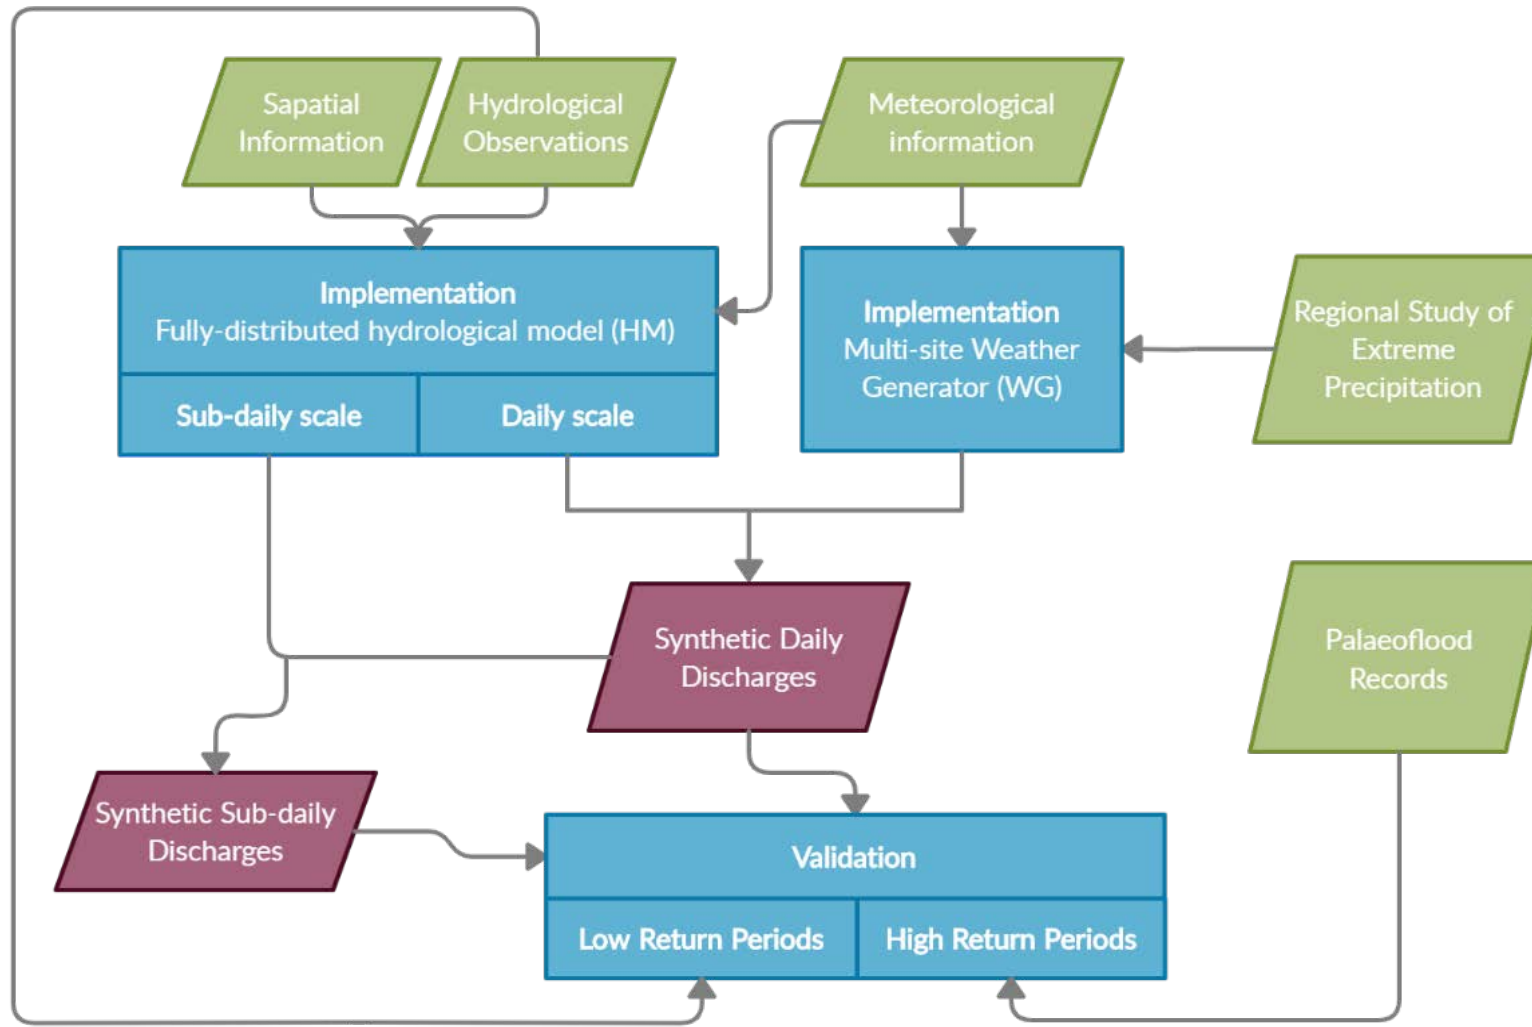 Sapatial
Information
Hydrological
Observations
Meteorological
information
Implementation
Fully-distributed hydrological model (HM)
Sub-daily scale
Daily scale
Implementation
Multi-site Weather
Generator (WG)
Regional Study of
Extreme
Precipitation
Synthetic Daily
Discharges
Palaeoflood
Records
Synthetic Sub-daily
Discharges
Validation
Low Return Periods
High Return Periods